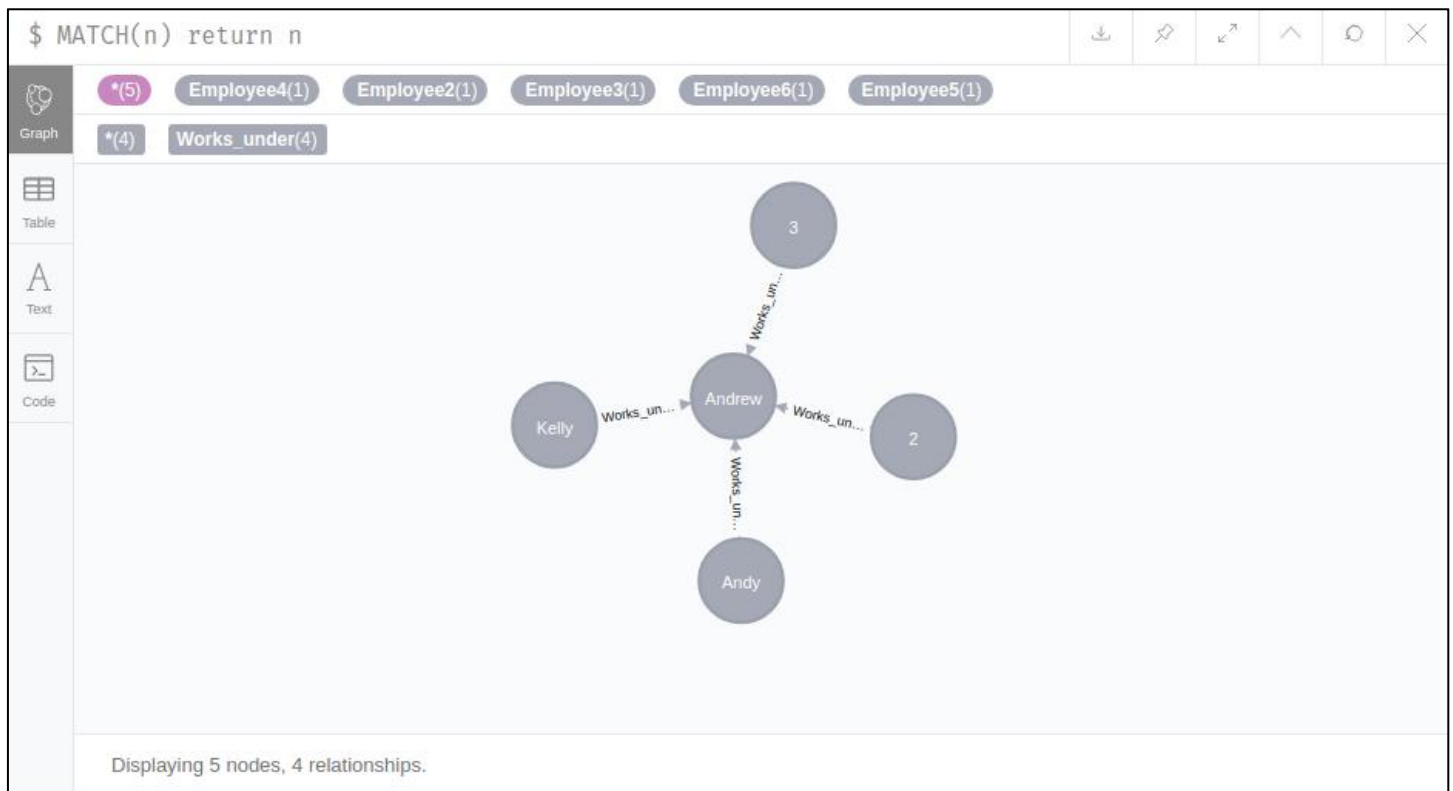 $ MATCH(n) return n
*(5) Employee4(1) Employee2(1) Employee3(1) Employee6(1) Employee5(1)
Graph
*(4) Works_under(4)
Table
Text
Code
3
Works_un...
Andrew
Kelly
Works_un...
Works_un...
2
Works_un...
Andy
Displaying 5 nodes, 4 relationships.